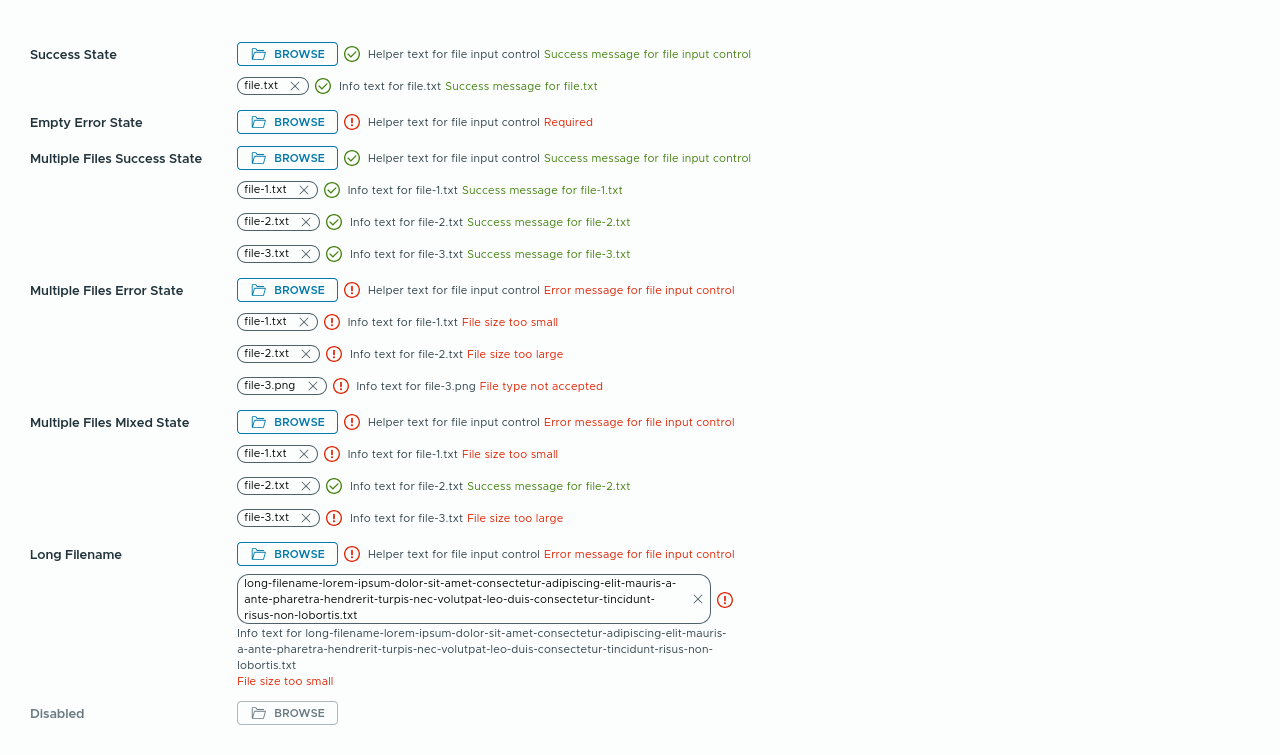 Success State BROWSE Helper text for file input control Success message for file input control
file.txt Info text for file.txt Success message for file.txt
Empty Error State BROWSE Helper text for file input control Required
Multiple Files Success State BROWSE Helper text for file input control Success message for file input control
file-1.txt Info text for file-1.txt Success message for file-1.txt
file-2.txt Info text for file-2.txt Success message for file-2.txt
file-3.txt Info text for file-3.txt Success message for file-3.txt
Multiple Files Error State BROWSE Helper text for file input control Error message for file input control
file-1.txt Info text for file-1.txt File size too small
file-2.txt Info text for file-2.txt File size too large
file-3.png Info text for file-3.png File type not accepted
Multiple Files Mixed State BROWSE Helper text for file input control Error message for file input control
file-1.txt Info text for file-1.txt File size too small
file-2.txt Info text for file-2.txt Success message for file-2.txt
file-3.txt Info text for file-3.txt File size too large
Long Filename BROWSE Helper text for file input control Error message for file input control
long-filename-lorem-ipsum-dolor-sit-amet-consectetur-adipiscing-elit-mauris-a-
ante-pharetra-hendrerit-turpis-nec-volutpat-leo-duis-consectetur-tincidunt-
risus-non-lobortis.txt
Info text for long-filename-lorem-ipsum-dolor-sit-amet-consectetur-adipiscing-elit-mauris-
a-ante-pharetra-hendrerit-turpis-nec-volutpat-leo-duis-consectetur-tincidunt-risus-non-
lobortis.txt
File size too small
Disabled BROWSE